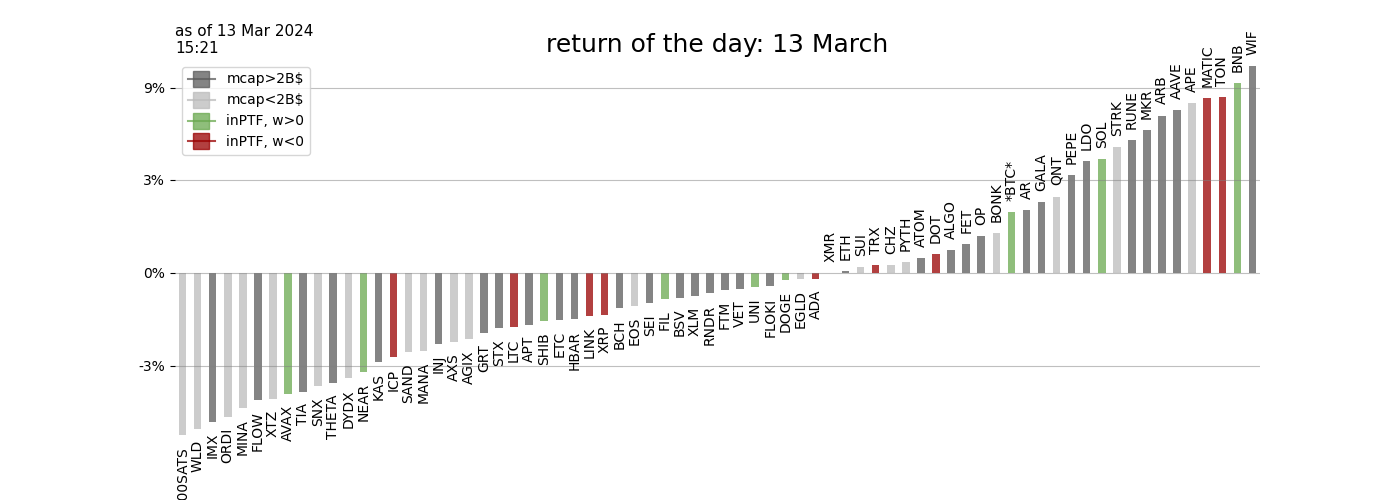 as of 13 Mar 2024
15:21
return of the day: 13 March
mcap>2B$
mcap<2B$
inPTF, w>0
inPTF, w<0
9%
3%
0%
-3%
00SATS
WLD
IMX
ORDI
MINA
FLOW
XTZ
AVAX
TIA
SNX
THETA
DYDX
NEAR
KAS
ICP
SAND
MANA
INJ
AXS
AGIX
GRT
STX
LTC
APT
SHIB
ETC
HBAR
LINK
XRP
BCH
EOS
SEI
FIL
BSV
XLM
RNDR
FTM
VET
UNI
FLOKI
DOGE
EGLD
ADA
XMR
ETH
SUI
TRX
CHZ
PYTH
ATOM
DOT
ALGO
FET
OP
BONK
*BTC*
AR
GALA
QNT
PEPE
LDO
SOL
STRK
RUNE
MKR
ARB
AAVE
APE
MATIC
TON
BNB
WIF